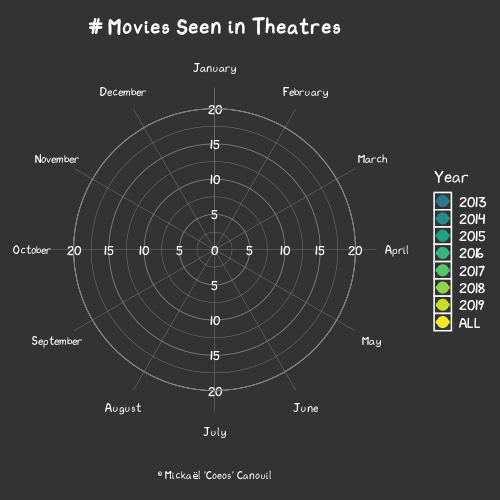 # Movies Seen in Theatres
January
December
February
November
March
October
April
September
May
August
June
July
20
15
10
5
20 15 10 5 0 5 10 15 20
5
10
15
20
Year
2013
2014
2015
2016
2017
2018
2019
ALL
© Mickaël 'Coeos' Canouil